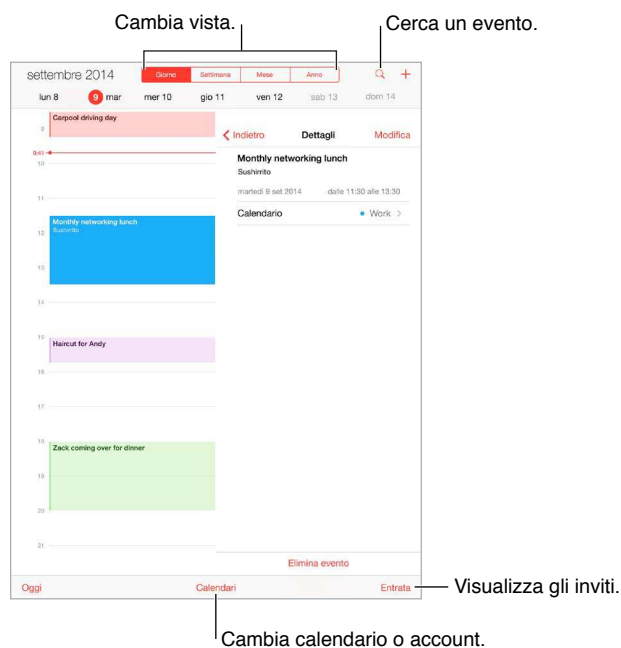 Cambia vista.
Cerca un evento.
settembre 2014 Giorno Settimana Mese Anno
lun 8 9 mar mer 10 gio 11 ven 12 sab 13 dom 14
Carpool driving day
9
Indietro Dettagli Modifica
9:41
10
Monthly networking lunch
Sushirrito
martedì 9 set 2014 dalle 11:30 alle 13:30
11
Calendario Work
Monthly networking lunch
Sushirrito
12
13
14
15
Haircut for Andy
16
17
18
Zack coming over for dinner
19
20
21
Elimina evento
Oggi Calendari Entrata
Visualizza gli inviti.
Cambia calendario o account.